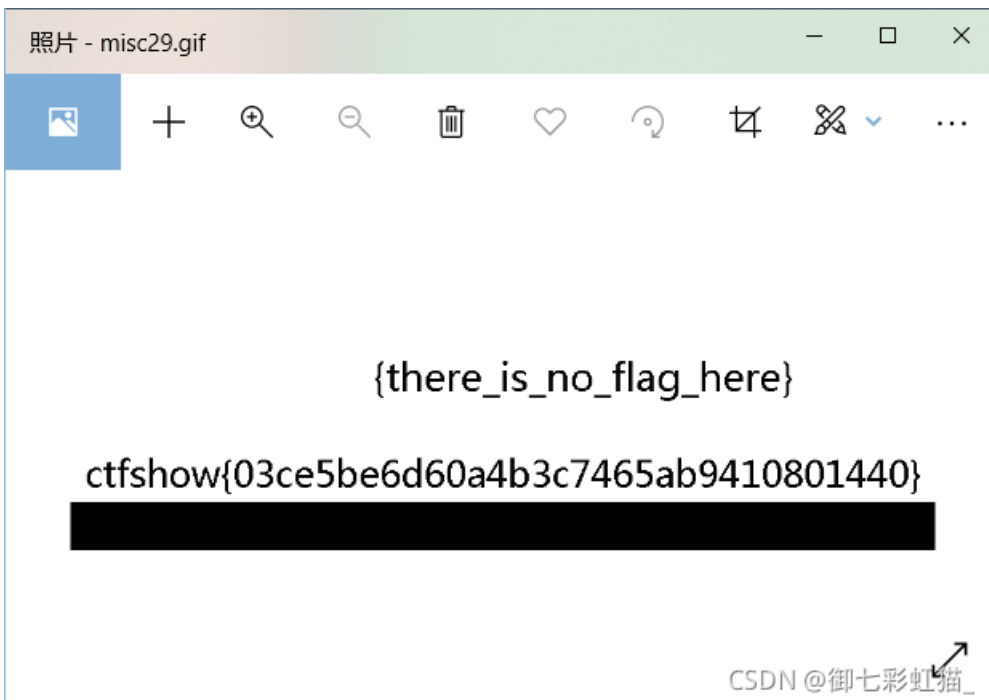 照片 - misc29.gif
{there_is_no_flag_here}
ctfshow{03ce5be6d60a4b3c7465ab9410801440}
CSDN @御七彩虹猫_